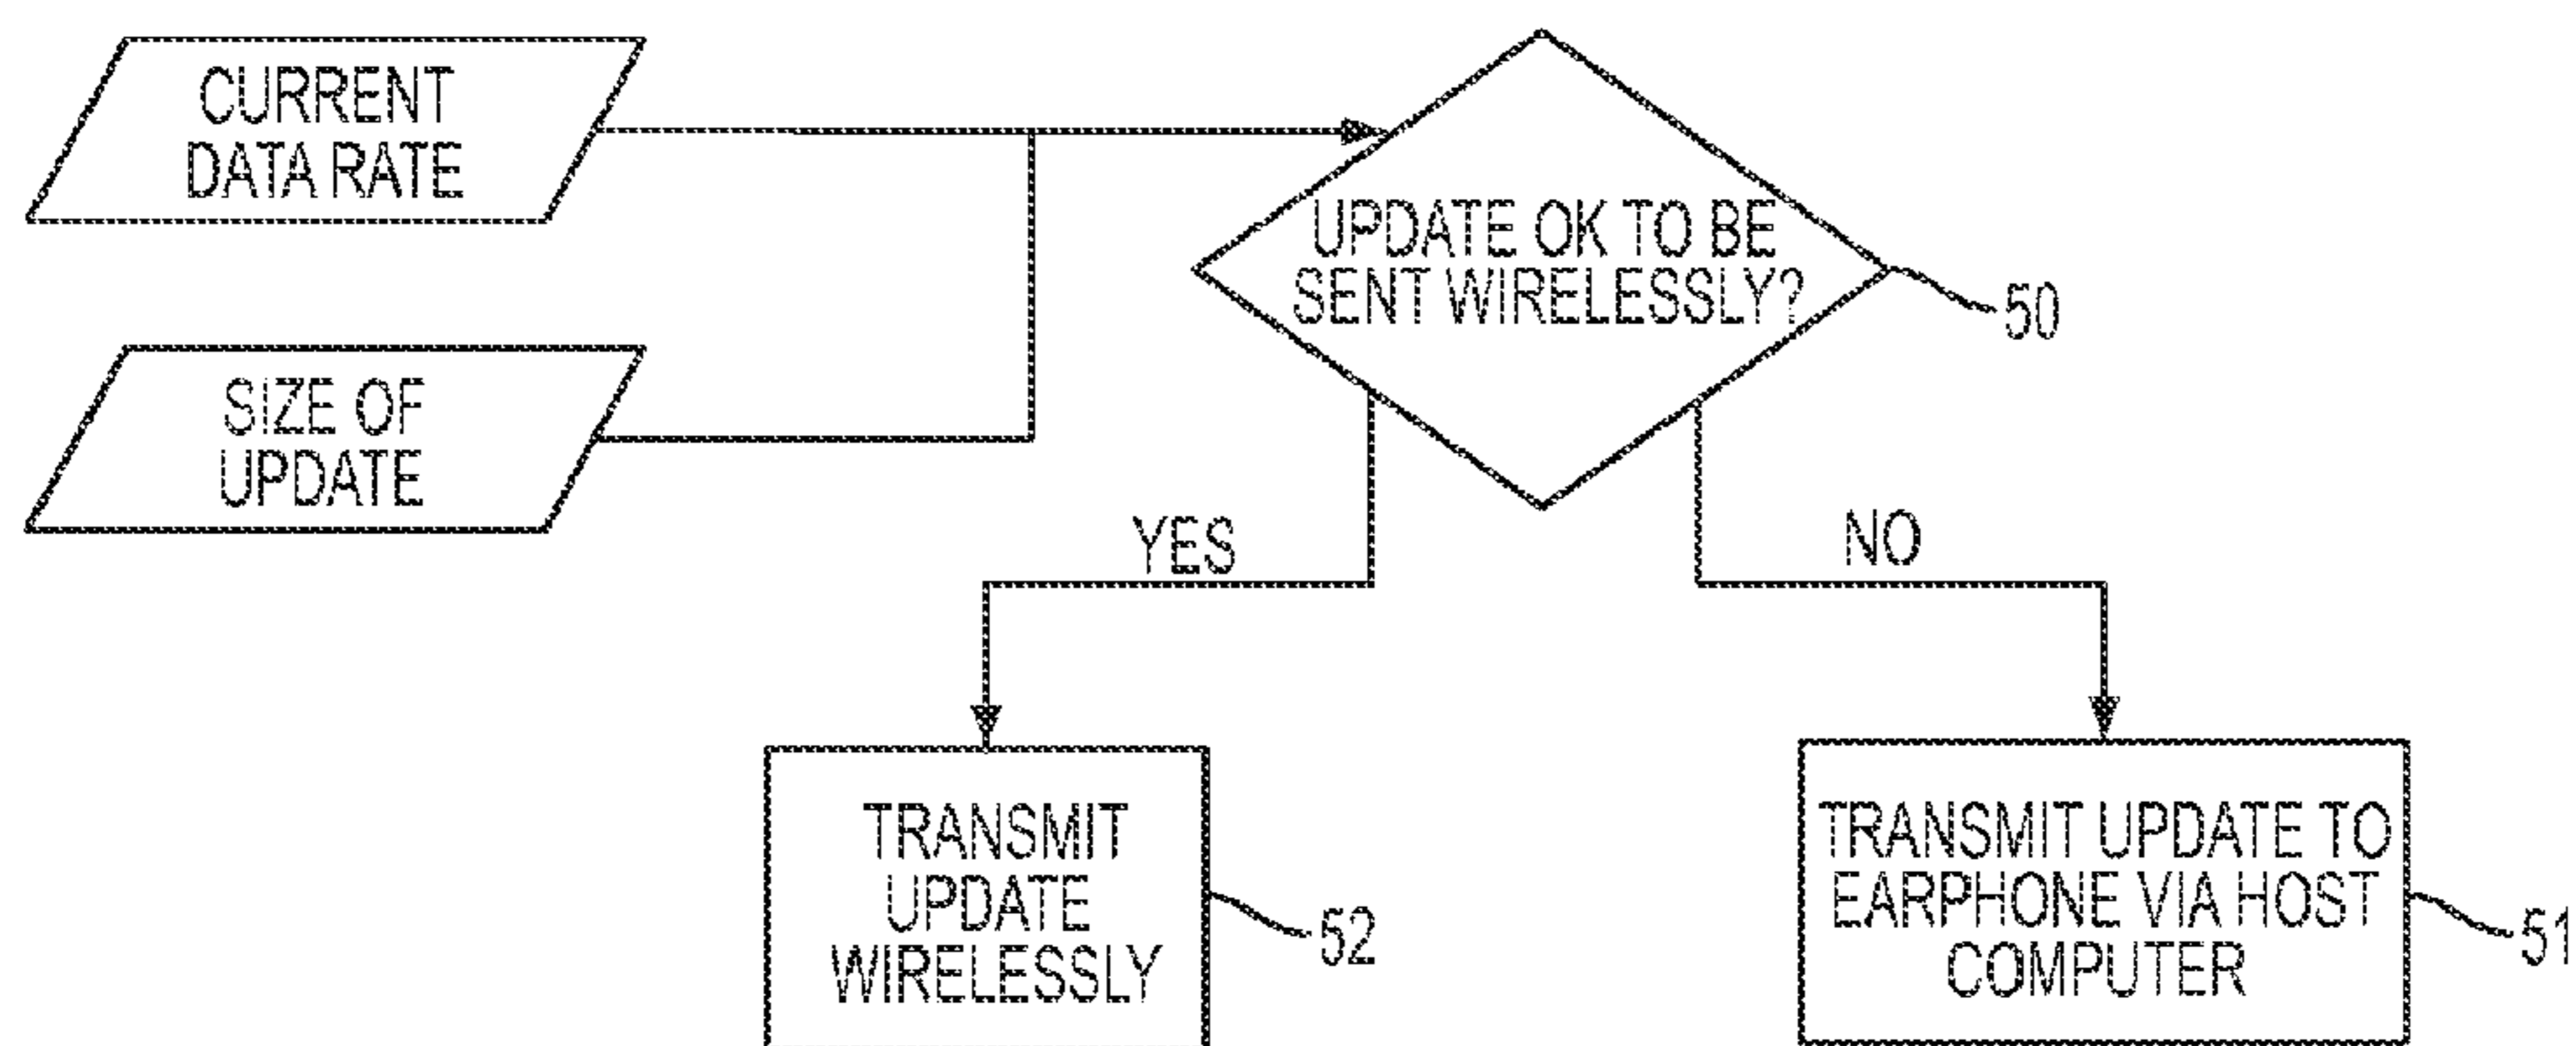 CURRENT
DATA RATE
UPDATE OK TO BE
SENT WIRELESSLY?
50
SIZE OF
UPDATE
YES
NO
TRANSMIT
UPDATE
WIRELESSLY
52
TRANSMIT UPDATE TO
EARPHONE VIA HOST
COMPUTER
51